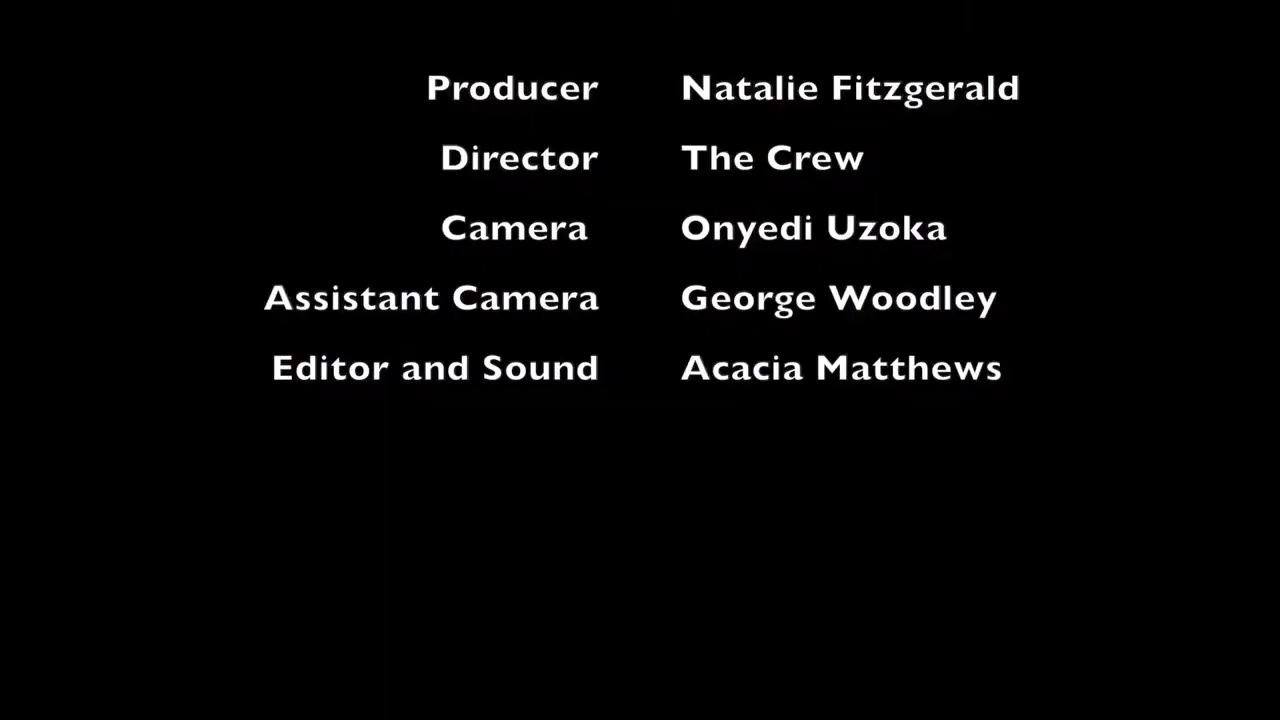 Producer Natalie Fitzgerald
Director The Crew
Camera Onyedi Uzoka
Assistant Camera George Woodley
Editor and Sound Acacia Matthews